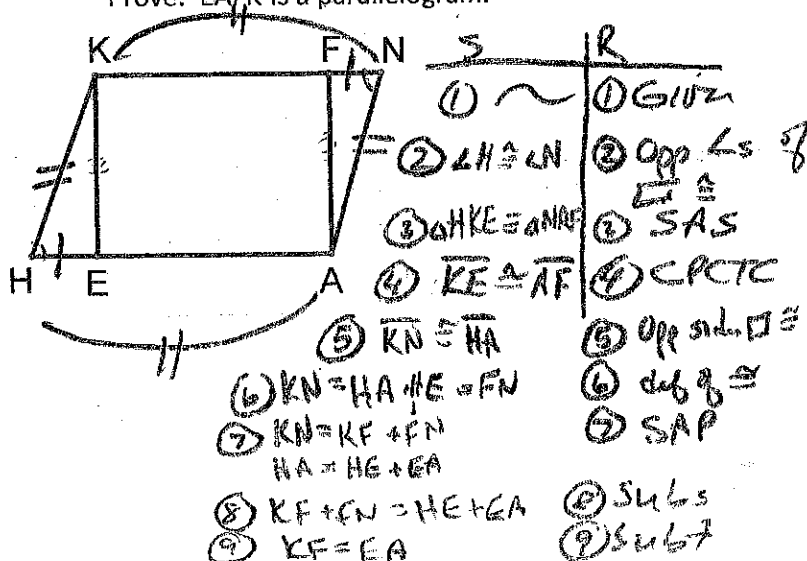 Prove: EAFK is a parallelogram.
K F N
H E A
S R
① ~ ① Given
② ∠H ≅ ∠N ② Opp ∠s of ▱ ≅
③ △HKE ≅ △NAF ③ SAS
④ KE ≅ AF ④ CPCTC
⑤ KN ≅ HA ⑤ Opp sides ▱ ≅
⑥ KN = HA, HE = FN ⑥ def of ≅
⑦ KN = KF + FN ⑦ SAP
HA = HE + EA
⑧ KF + FN = HE + EA ⑧ Subs
⑨ KF = EA ⑨ Subt